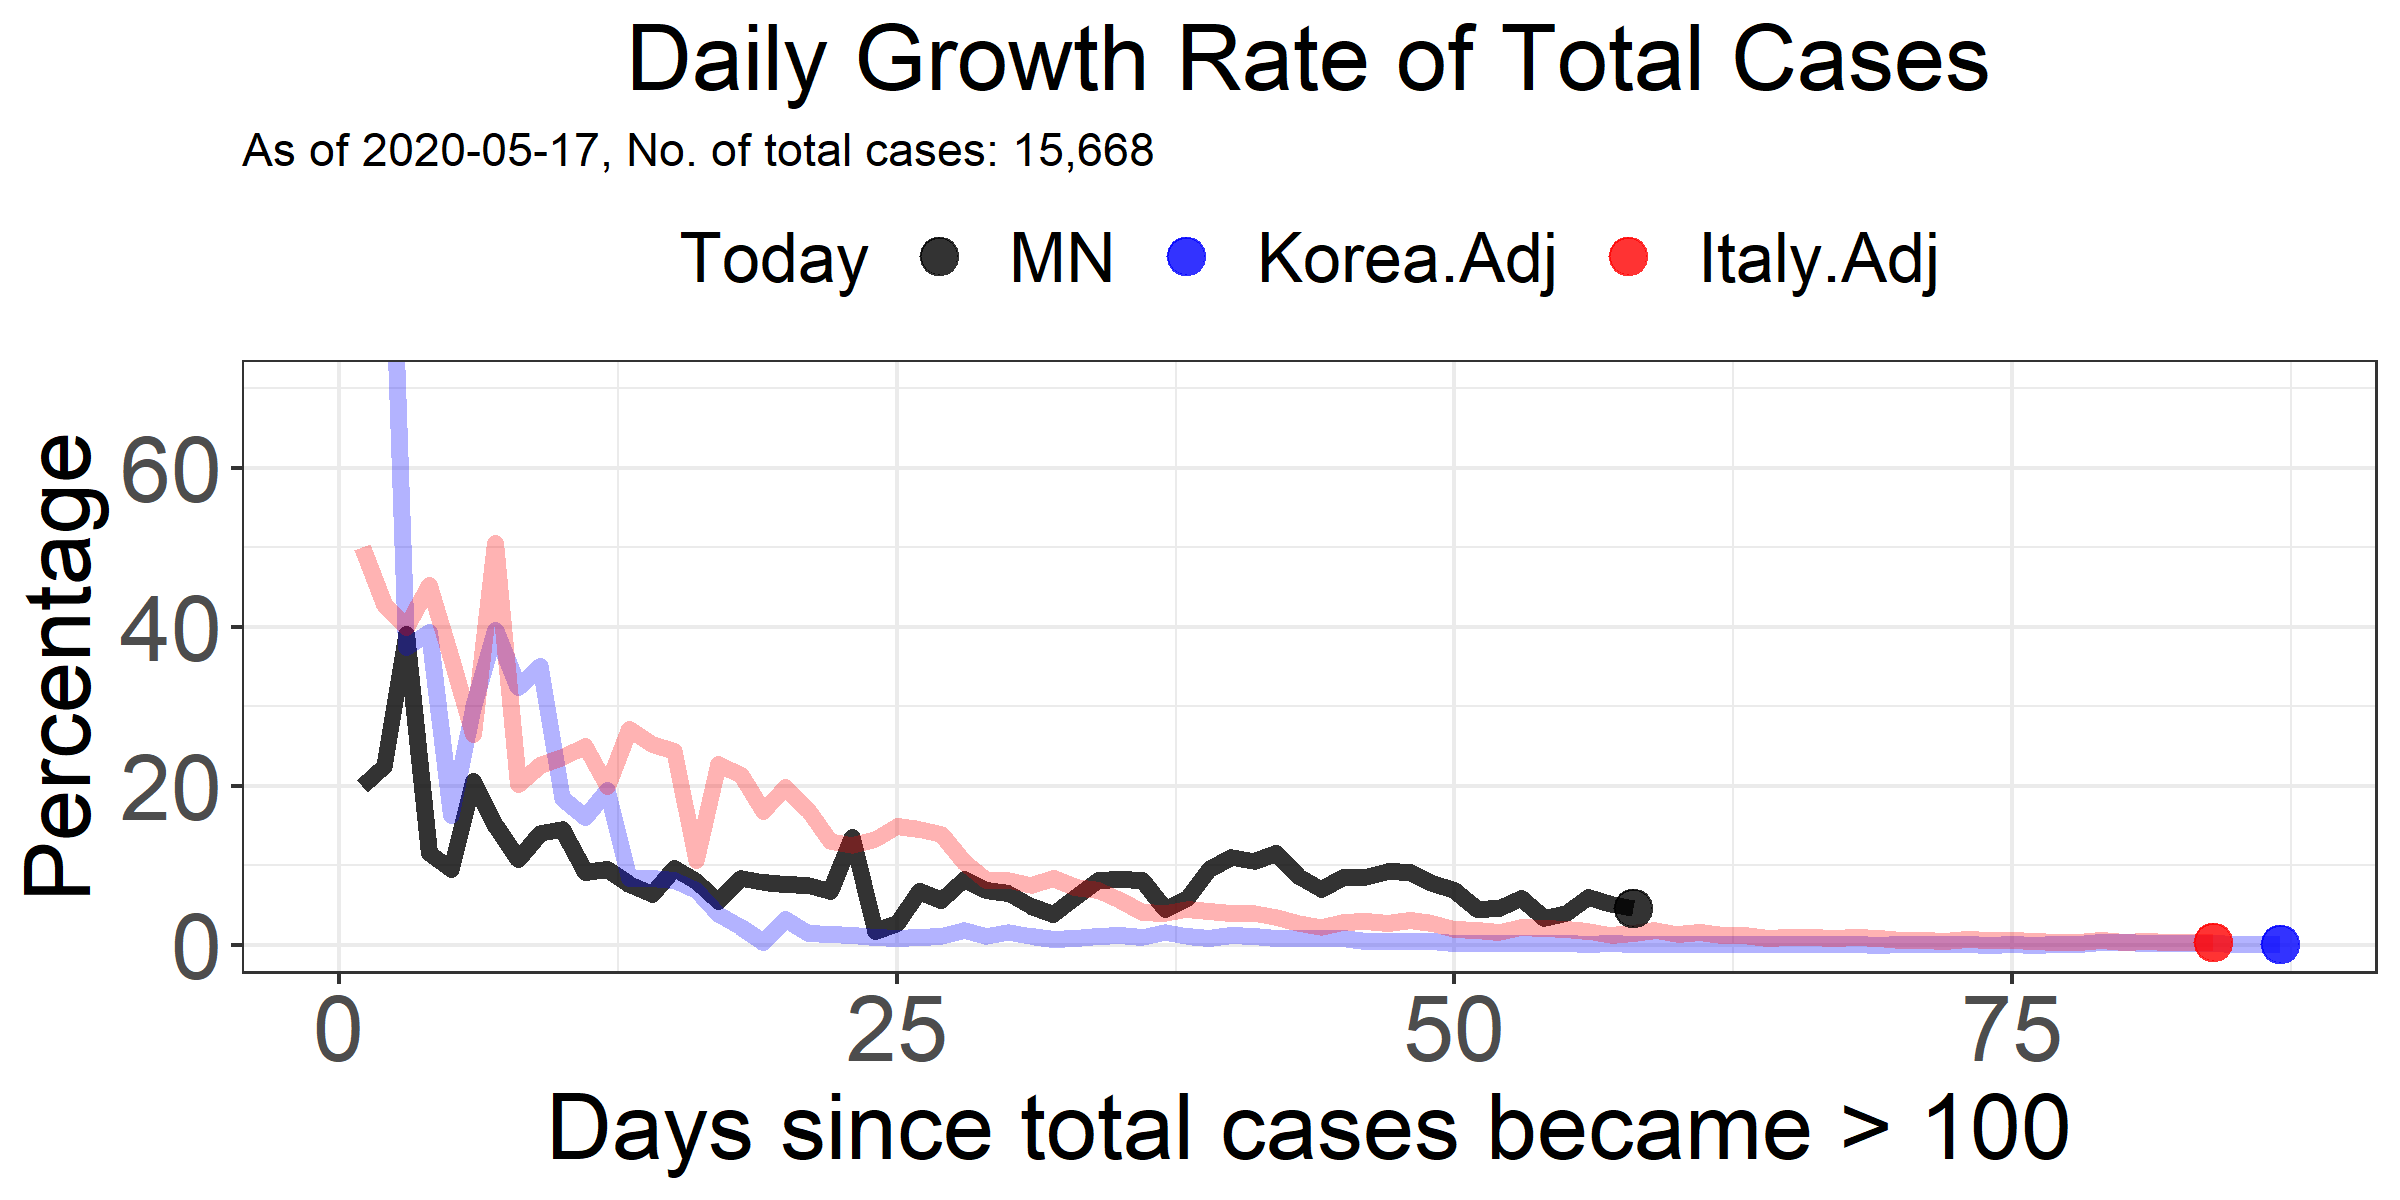 Daily Growth Rate of Total Cases
As of 2020-05-17, No. of total cases: 15,668
Today MN Korea.Adj Italy.Adj
Percentage
60
40
20
0
0 25 50 75
Days since total cases became > 100